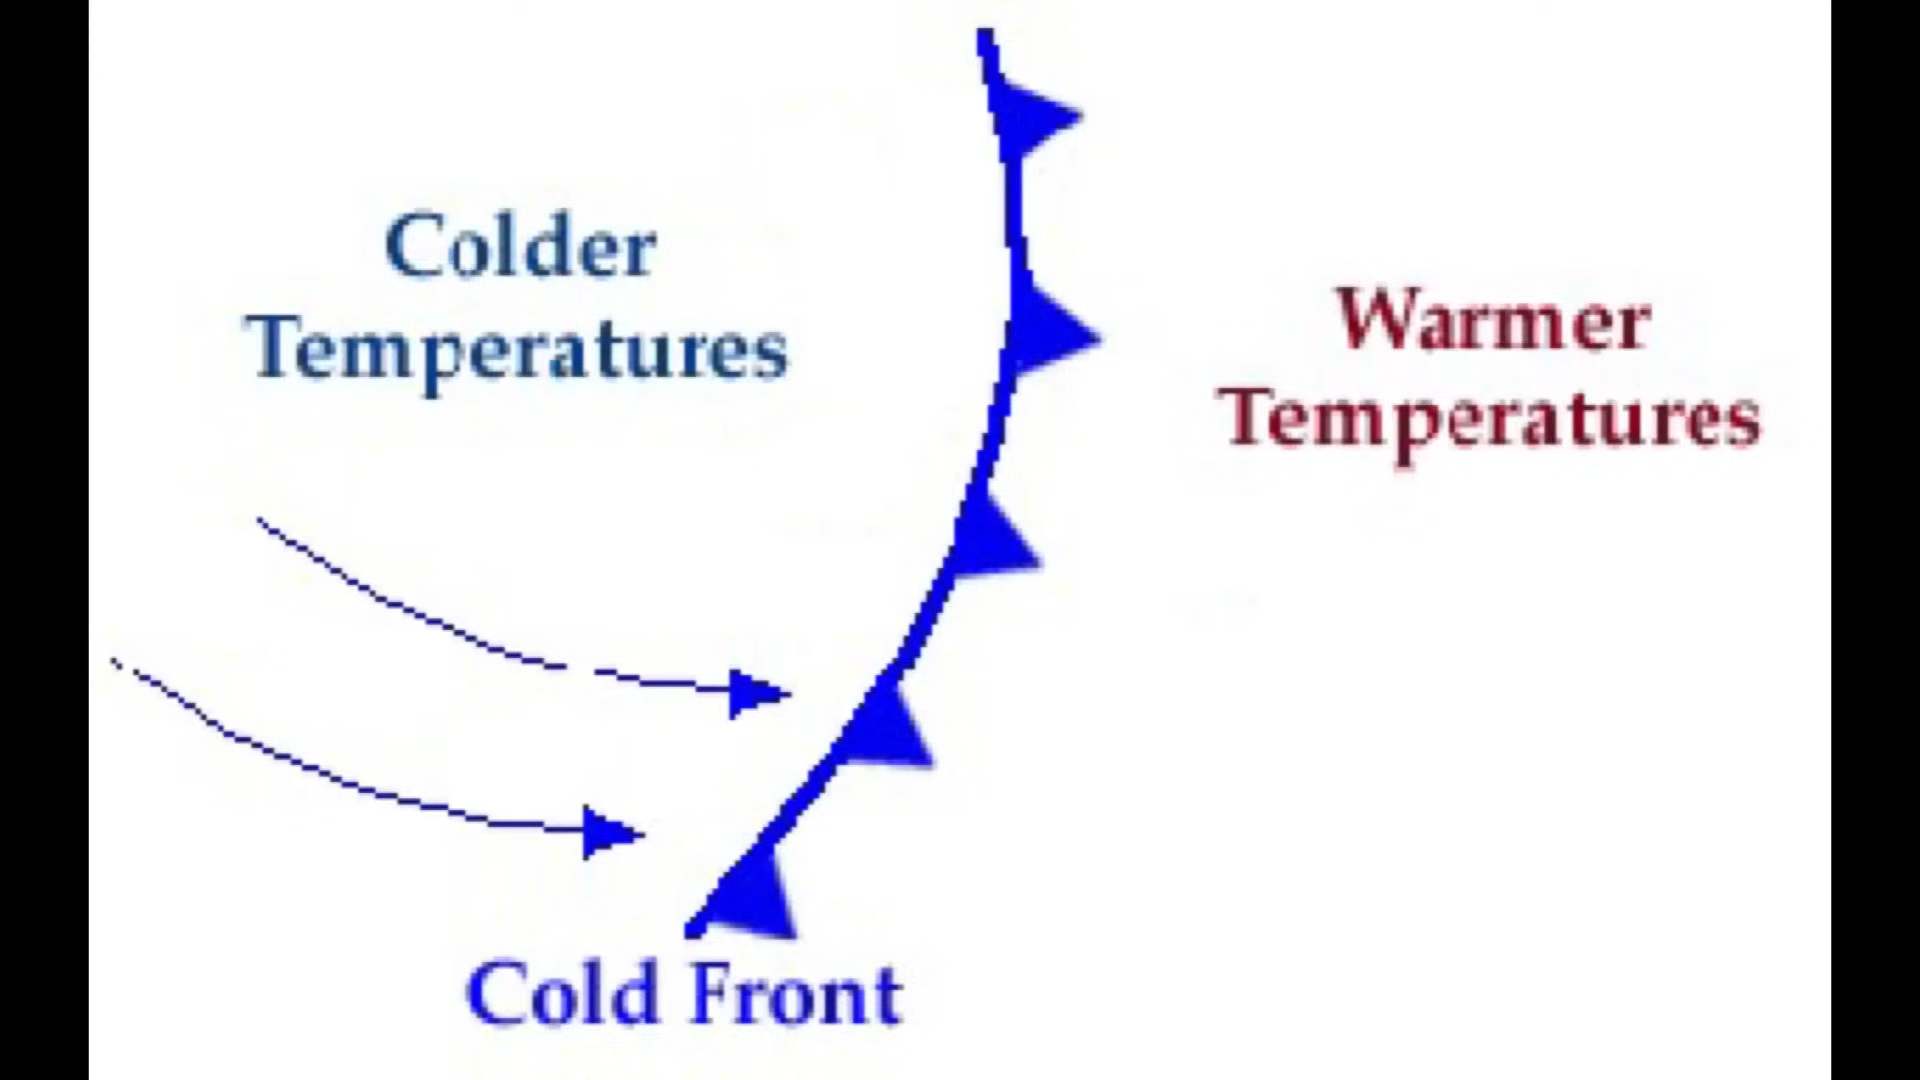 Colder
Temperatures
Warmer
Temperatures
Cold Front